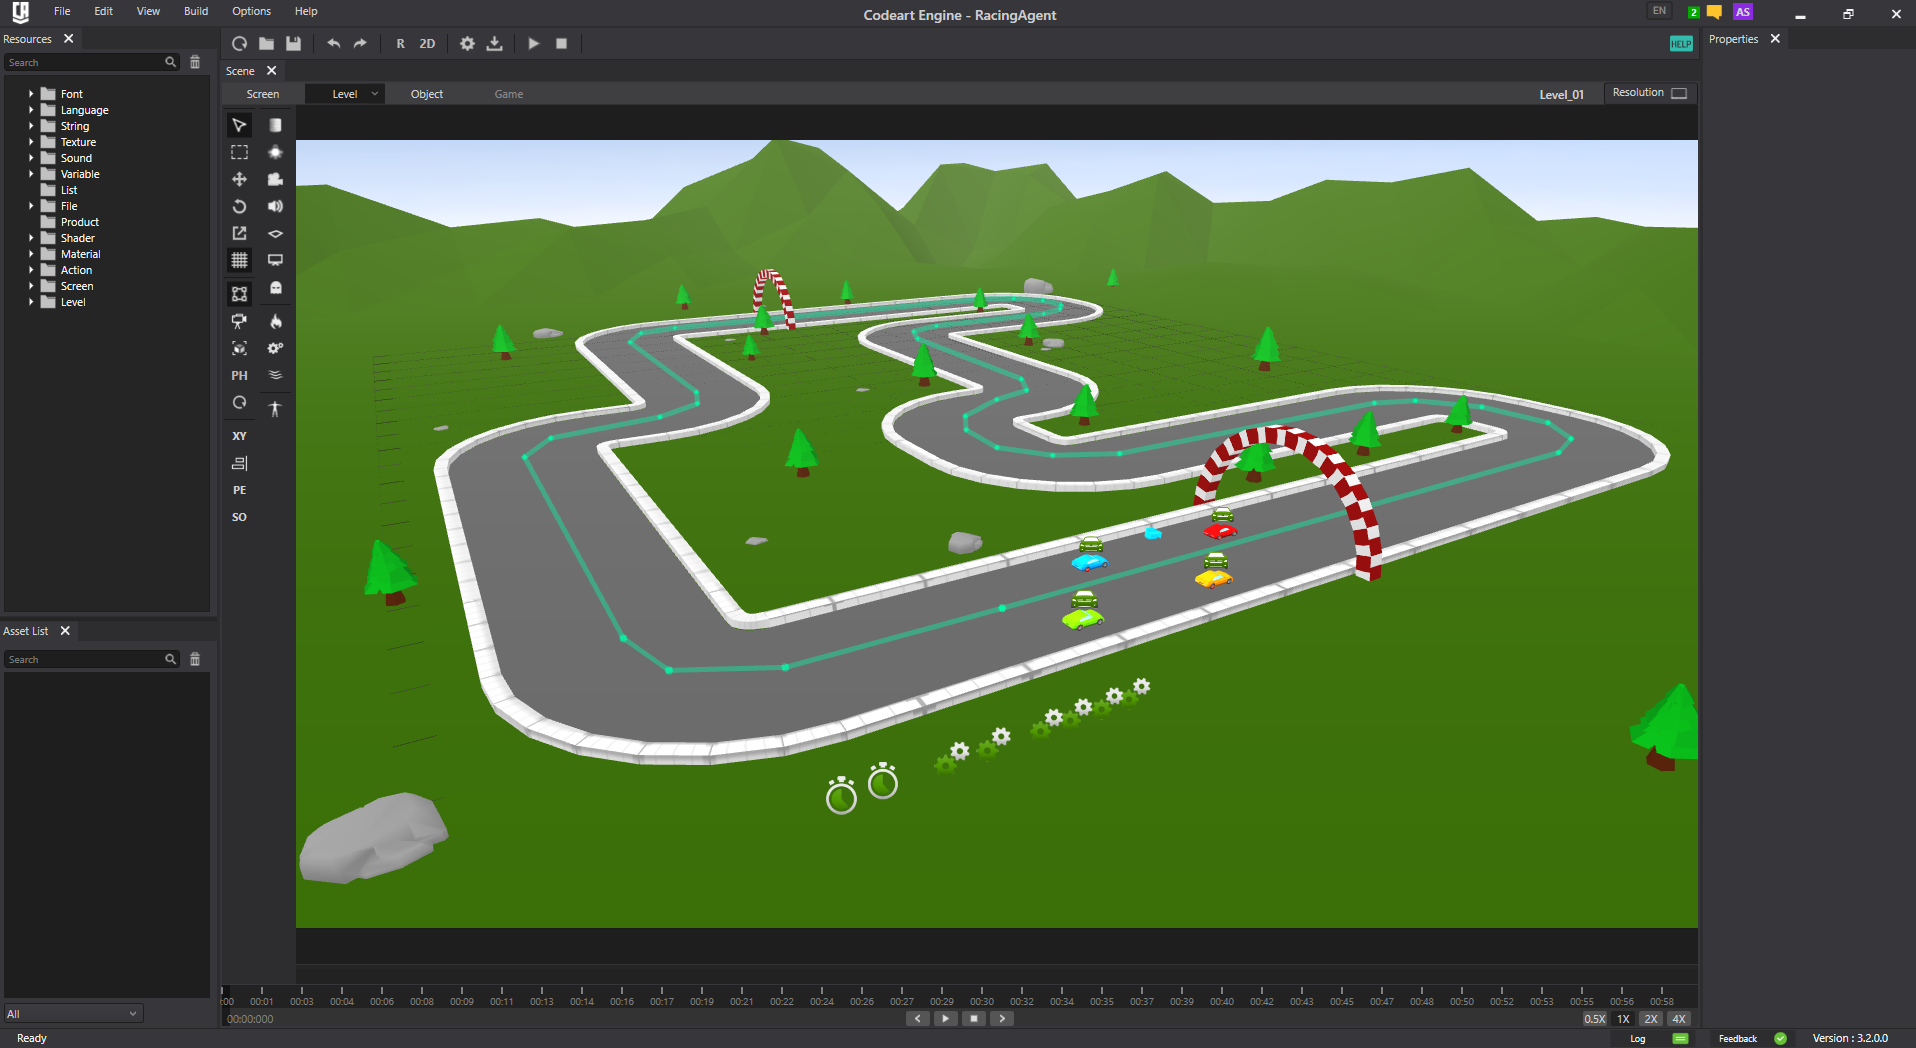 File Edit View Build Options Help
Codeart Engine - RacingAgent
EN 2 AS
Resources
Search
Font
Language
String
Texture
Sound
Variable
List
File
Product
Shader
Material
Action
Screen
Level
Asset List
Search
All
Ready
R 2D
HELP
Scene
Screen Level Object Game
Level_01 Resolution
PH
XY
PE
SO
Properties
:00 00:01 00:03 00:04 00:06 00:08 00:09 00:11 00:13 00:14 00:16 00:17 00:19 00:21 00:22 00:24 00:26 00:27 00:29 00:30 00:32 00:34 00:35 00:37 00:39 00:40 00:42 00:43 00:45 00:47 00:48 00:50 00:52 00:53 00:55 00:56 00:58
00:00:000
0.5X 1X 2X 4X
Log Feedback Version : 3.2.0.0